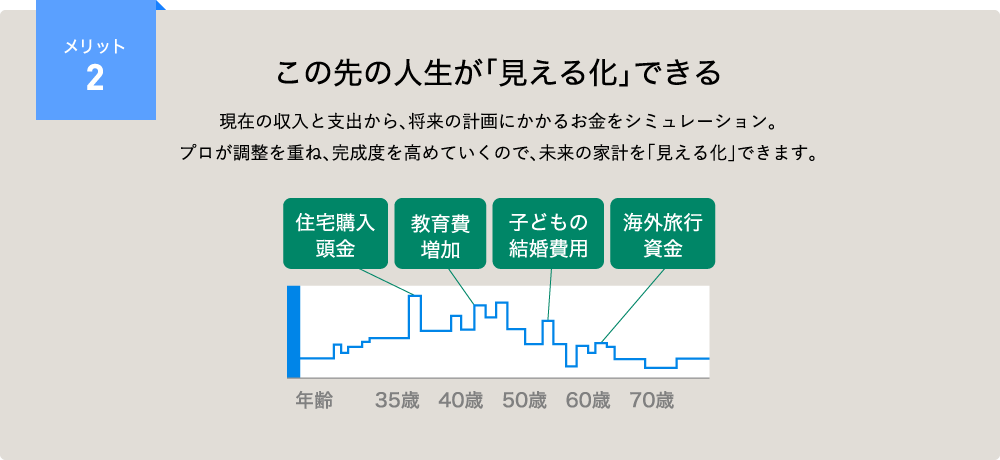 メリット
2
この先の人生が「見える化」できる
現在の収入と支出から、将来の計画にかかるお金をシミュレーション。
プロが調整を重ね、完成度を高めていくので、未来の家計を「見える化」できます。
住宅購入
頭金
教育費
増加
子どもの
結婚費用
海外旅行
資金
年齢 35歳 40歳 50歳 60歳 70歳